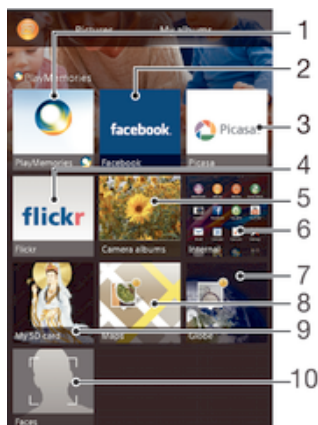 Pictures My albums
PlayMemories
facebook.
Picasa
PlayMemories Facebook Picasa
flickr
Flickr Camera albums Internal
My SD card Maps Globe
Faces
1
2
3
4
5
6
7
8
9
10